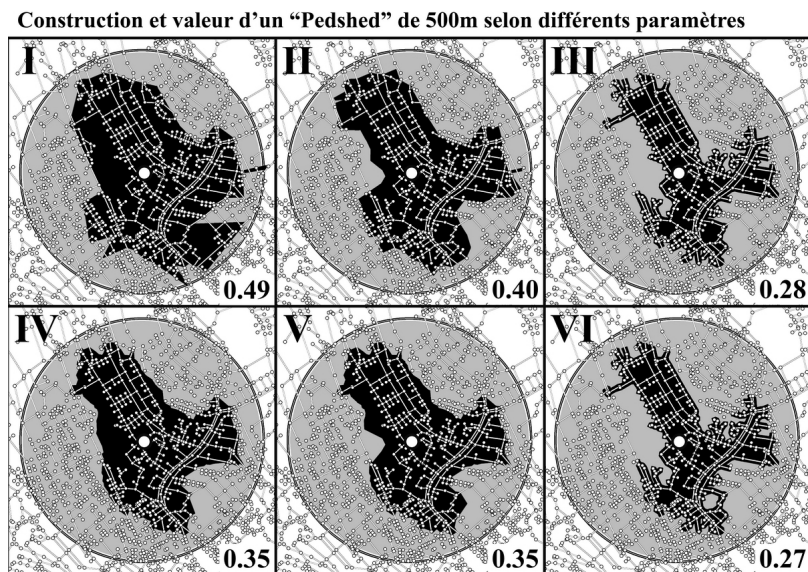 Construction et valeur d’un “Pedshed” de 500m selon différents paramètres
I II III
0.49 0.40 0.28
IV V VI
0.35 0.35 0.27